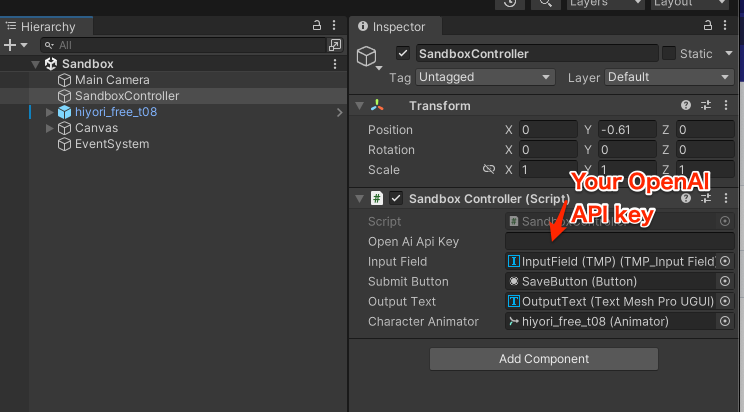 Hierarchy
All
Sandbox
Main Camera
SandboxController
hiyori_free_t08
Canvas
EventSystem
Layers
Layout
Inspector
SandboxController
Static
Tag Untagged Layer Default
Transform
Position X 0 Y -0.61 Z 0
Rotation X 0 Y 0 Z 0
Scale X 1 Y 1 Z 1
Your OpenAI
API key
Sandbox Controller (Script)
Script SandboxController
Open Ai Api Key
Input Field InputField (TMP) (TMP_Input Field)
Submit Button SaveButton (Button)
Output Text OutputText (Text Mesh Pro UGUI)
Character Animator hiyori_free_t08 (Animator)
Add Component